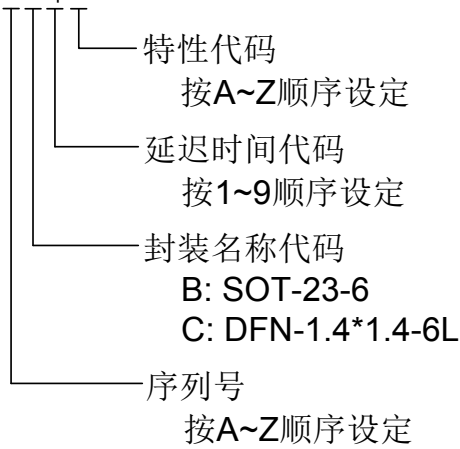 特性代码
按A~Z顺序设定
延迟时间代码
按1~9顺序设定
封装名称代码
B: SOT-23-6
C: DFN-1.4*1.4-6L
序列号
按A~Z顺序设定